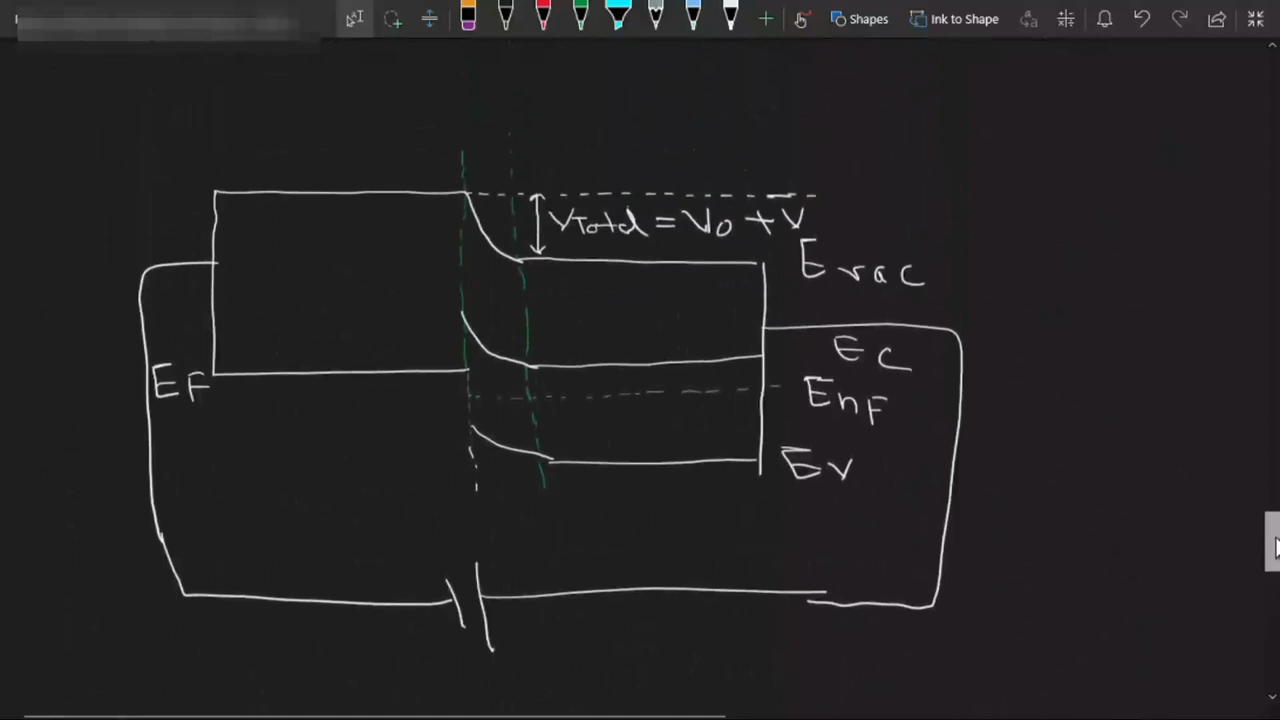 Shapes
Ink to Shape
VTotal = V0 + V
Evac
EC
EF
EnF
EV